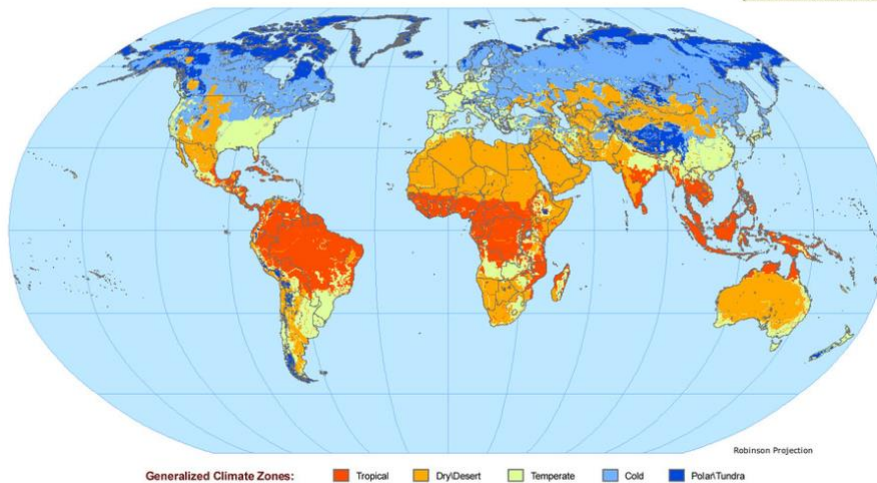 Robinson Projection
Generalized Climate Zones: Tropical Dry\Desert Temperate Cold Polar\Tundra